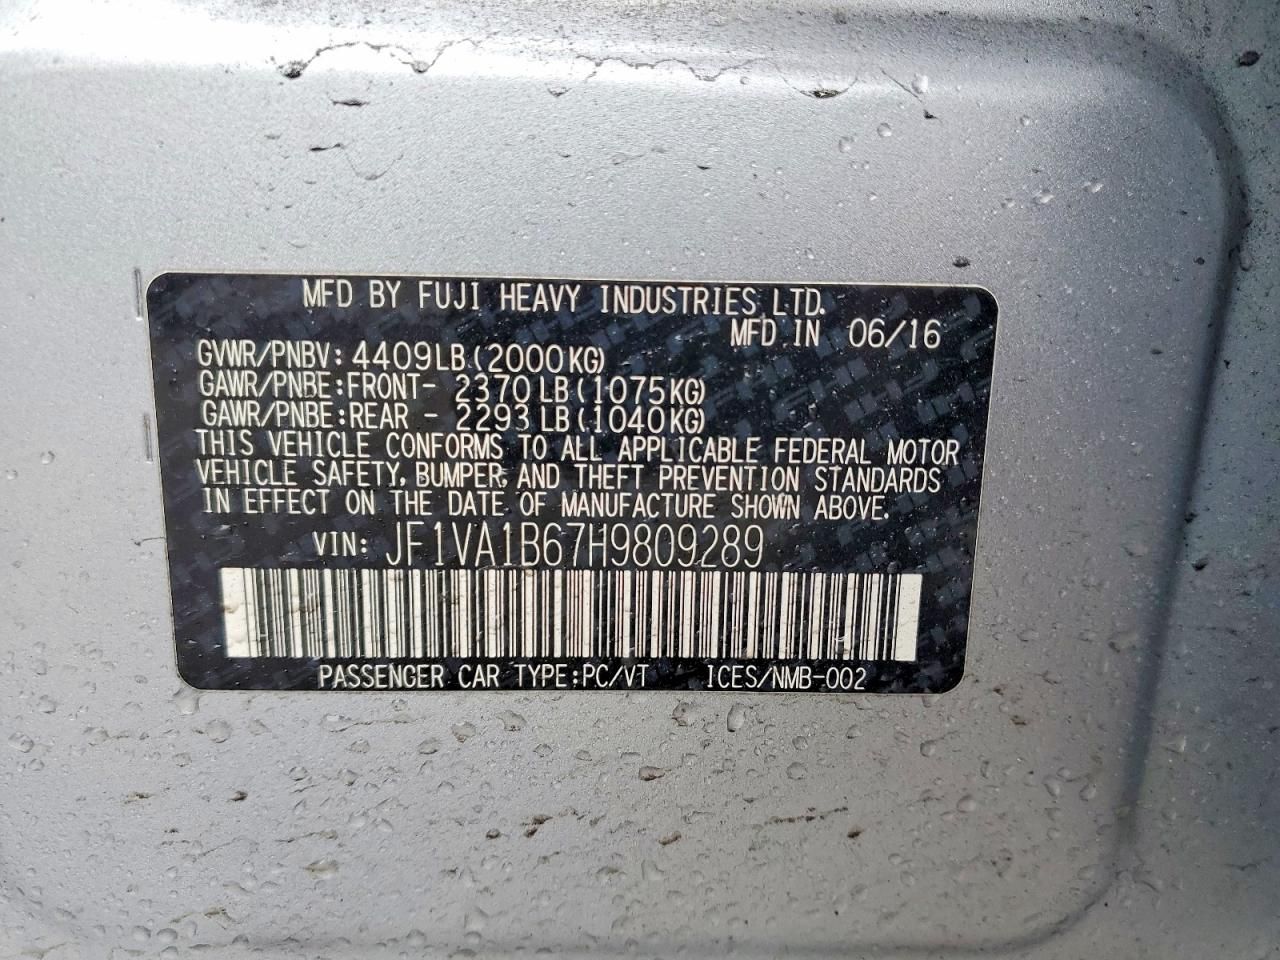 MFD BY FUJI HEAVY INDUSTRIES LTD.
MFD IN 06/16
GVWR/PNBV: 4409LB(2000KG)
GAWR/PNBE:FRONT- 2370LB(1075KG)
GAWR/PNBE:REAR - 2293LB(1040KG)
THIS VEHICLE CONFORMS TO ALL APPLICABLE FEDERAL MOTOR
VEHICLE SAFETY, BUMPER, AND THEFT PREVENTION STANDARDS
IN EFFECT ON THE DATE OF MANUFACTURE SHOWN ABOVE.
VIN: JF1VA1B67H9809289
PASSENGER CAR TYPE:PC/VT ICES/NMB-002